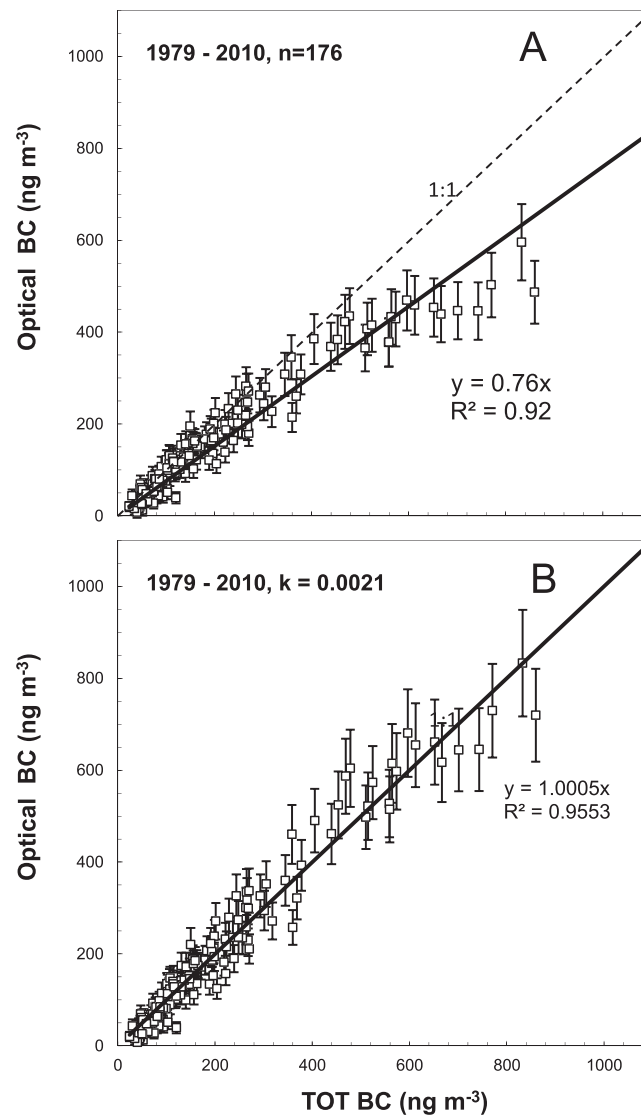 1979 - 2010, n=176
A
1000
800
600
400
200
0
Optical BC (ng m⁻³)
1:1
y = 0.76x
R² = 0.92
1979 - 2010, k = 0.0021
B
1000
800
600
400
200
0
Optical BC (ng m⁻³)
1:1
y = 1.0005x
R² = 0.9553
0 200 400 600 800 1000
TOT BC (ng m⁻³)